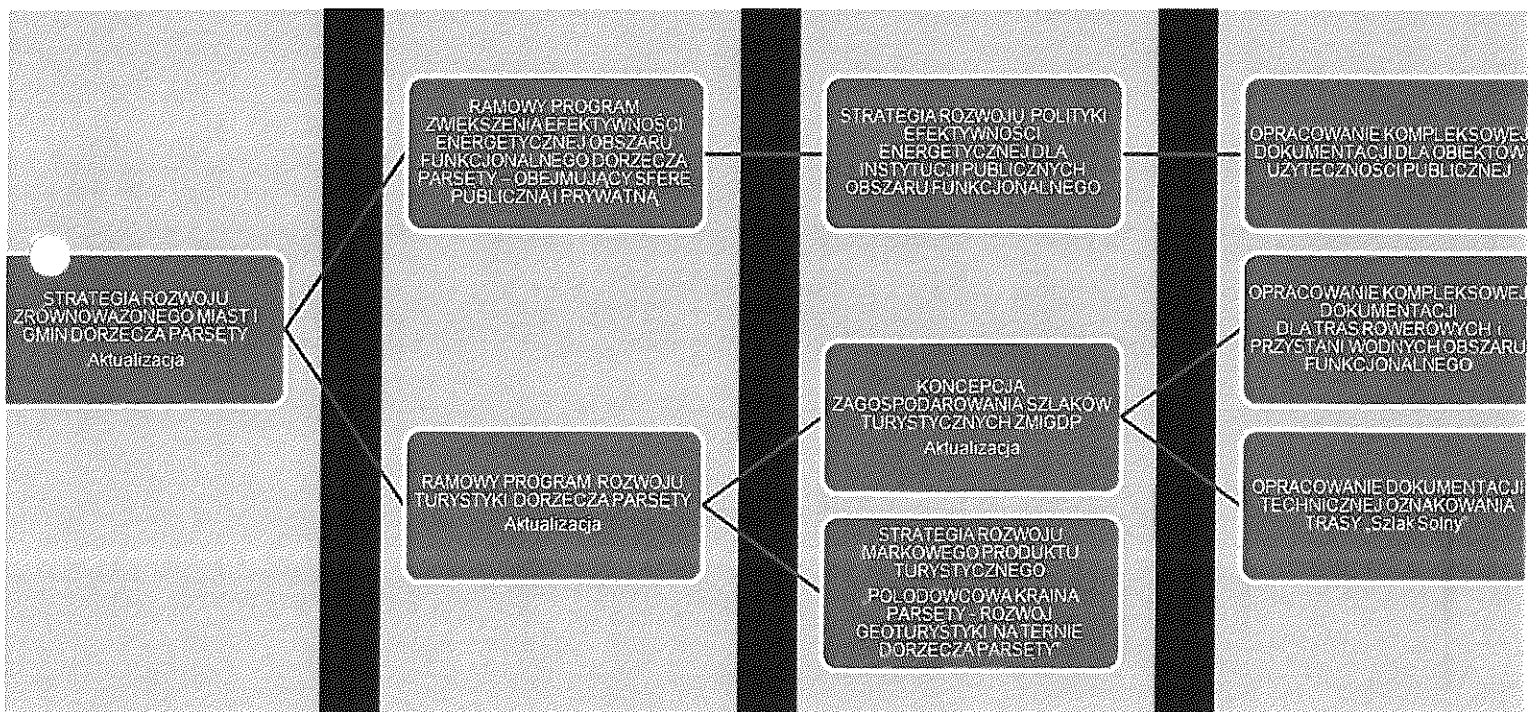 STRATEGIA ROZWOJU
ZRÓWNOWAŻONEGO MIAST I
GMIN DORZECZA PARSĘTY
Aktualizacja
RAMOWY PROGRAM
ZWIĘKSZENIA EFEKTYWNOŚCI
ENERGETYCZNEJ OBSZARU
FUNKCJONALNEGO DORZECZA
PARSĘTY – OBEJMUJĄCY SFERĘ
PUBLICZNĄ I PRYWATNĄ
RAMOWY PROGRAM ROZWOJU
TURYSTYKI DORZECZA PARSĘTY
Aktualizacja
STRATEGIA ROZWOJU POLITYKI
EFEKTYWNOŚCI
ENERGETYCZNEJ DLA
INSTYTUCJI PUBLICZNYCH
OBSZARU FUNKCJONALNEGO
KONCEPCJA
ZAGOSPODAROWANIA SZLAKÓW
TURYSTYCZNYCH ZMIGDP
Aktualizacja
STRATEGIA ROZWOJU
MARKOWEGO PRODUKTU
TURYSTYCZNEGO
POLODOWCOWA KRAINA
PARSĘTY - ROZWÓJ
GEOTURYSTYKI NA TERNIE
DORZECZA PARSĘTY"
OPRACOWANIE KOMPLEKSOWEJ
DOKUMENTACJI DLA OBIEKTÓW
UŻYTECZNOŚCI PUBLICZNEJ
OPRACOWANIE KOMPLEKSOWEJ
DOKUMENTACJI
DLA TRAS ROWEROWYCH i
PRZYSTANI WODNYCH OBSZARU
FUNKCJONALNEGO
OPRACOWANIE DOKUMENTACJI
TECHNICZNEJ OZNAKOWANIA
TRASY „Szlak Solny"